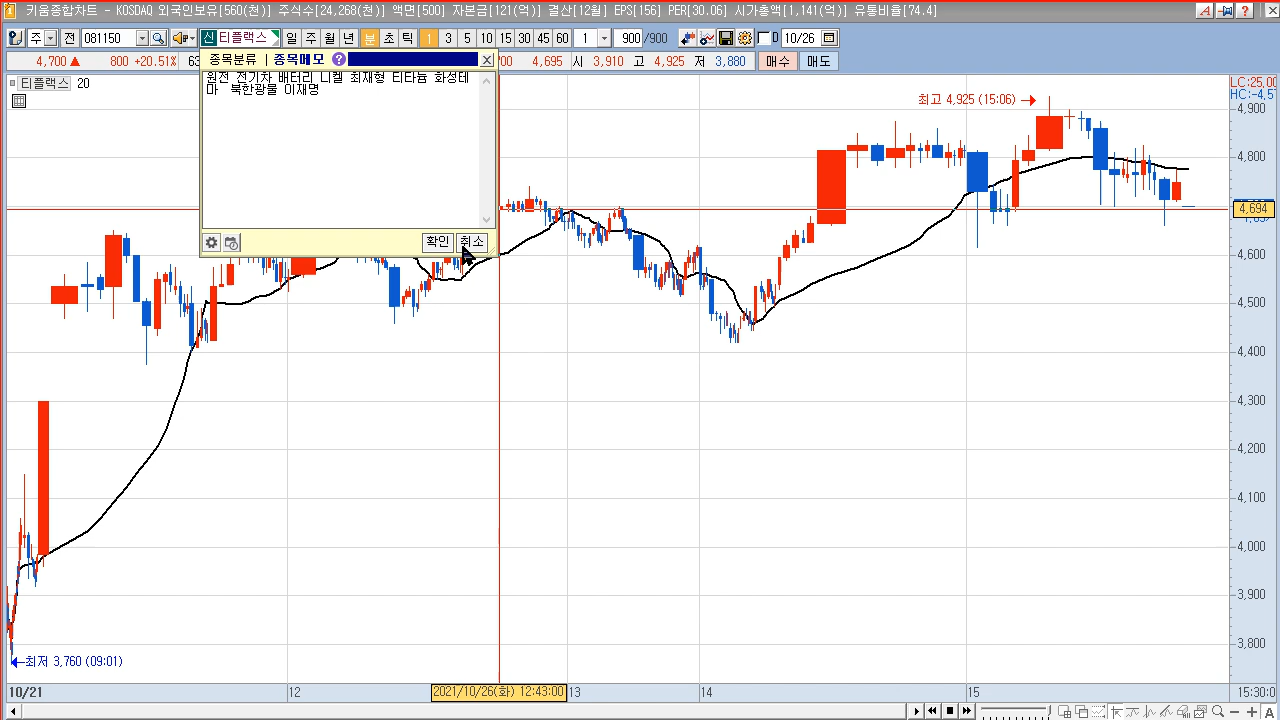 키움종합차트 - KOSDAQ 외국인보유[560(천)] 주식수[24,268(천)] 액면[500] 자본금[121(억)] 결산[12월] EPS[156] PER[30.06] 시가총액[1,141(억)] 유통비율[74.4]
주 전 081150 신 티플랙스 일 주 월 년 분 초 틱 1 3 5 10 15 30 45 60 1 900 /900 D 10/26
4,700 ▲ 800 +20.51% 4,695 시 3,910 고 4,925 저 3,880 매수 매도
종목분류 | 종목메모
원전 전기차 배터리 니켈 최재형 티타늄 화성테
마 북한광물 이재명
확인 취소
티플랙스 20
LC:25,00
HC:-4,5
최고 4,925 (15:06)
4,900
4,800
4,694
4,600
4,500
4,400
4,300
4,200
4,100
4,000
3,900
3,800
최저 3,760 (09:01)
10/21 12 2021/10/26(화) 12:43:00 13 14 15 15:30:0
A